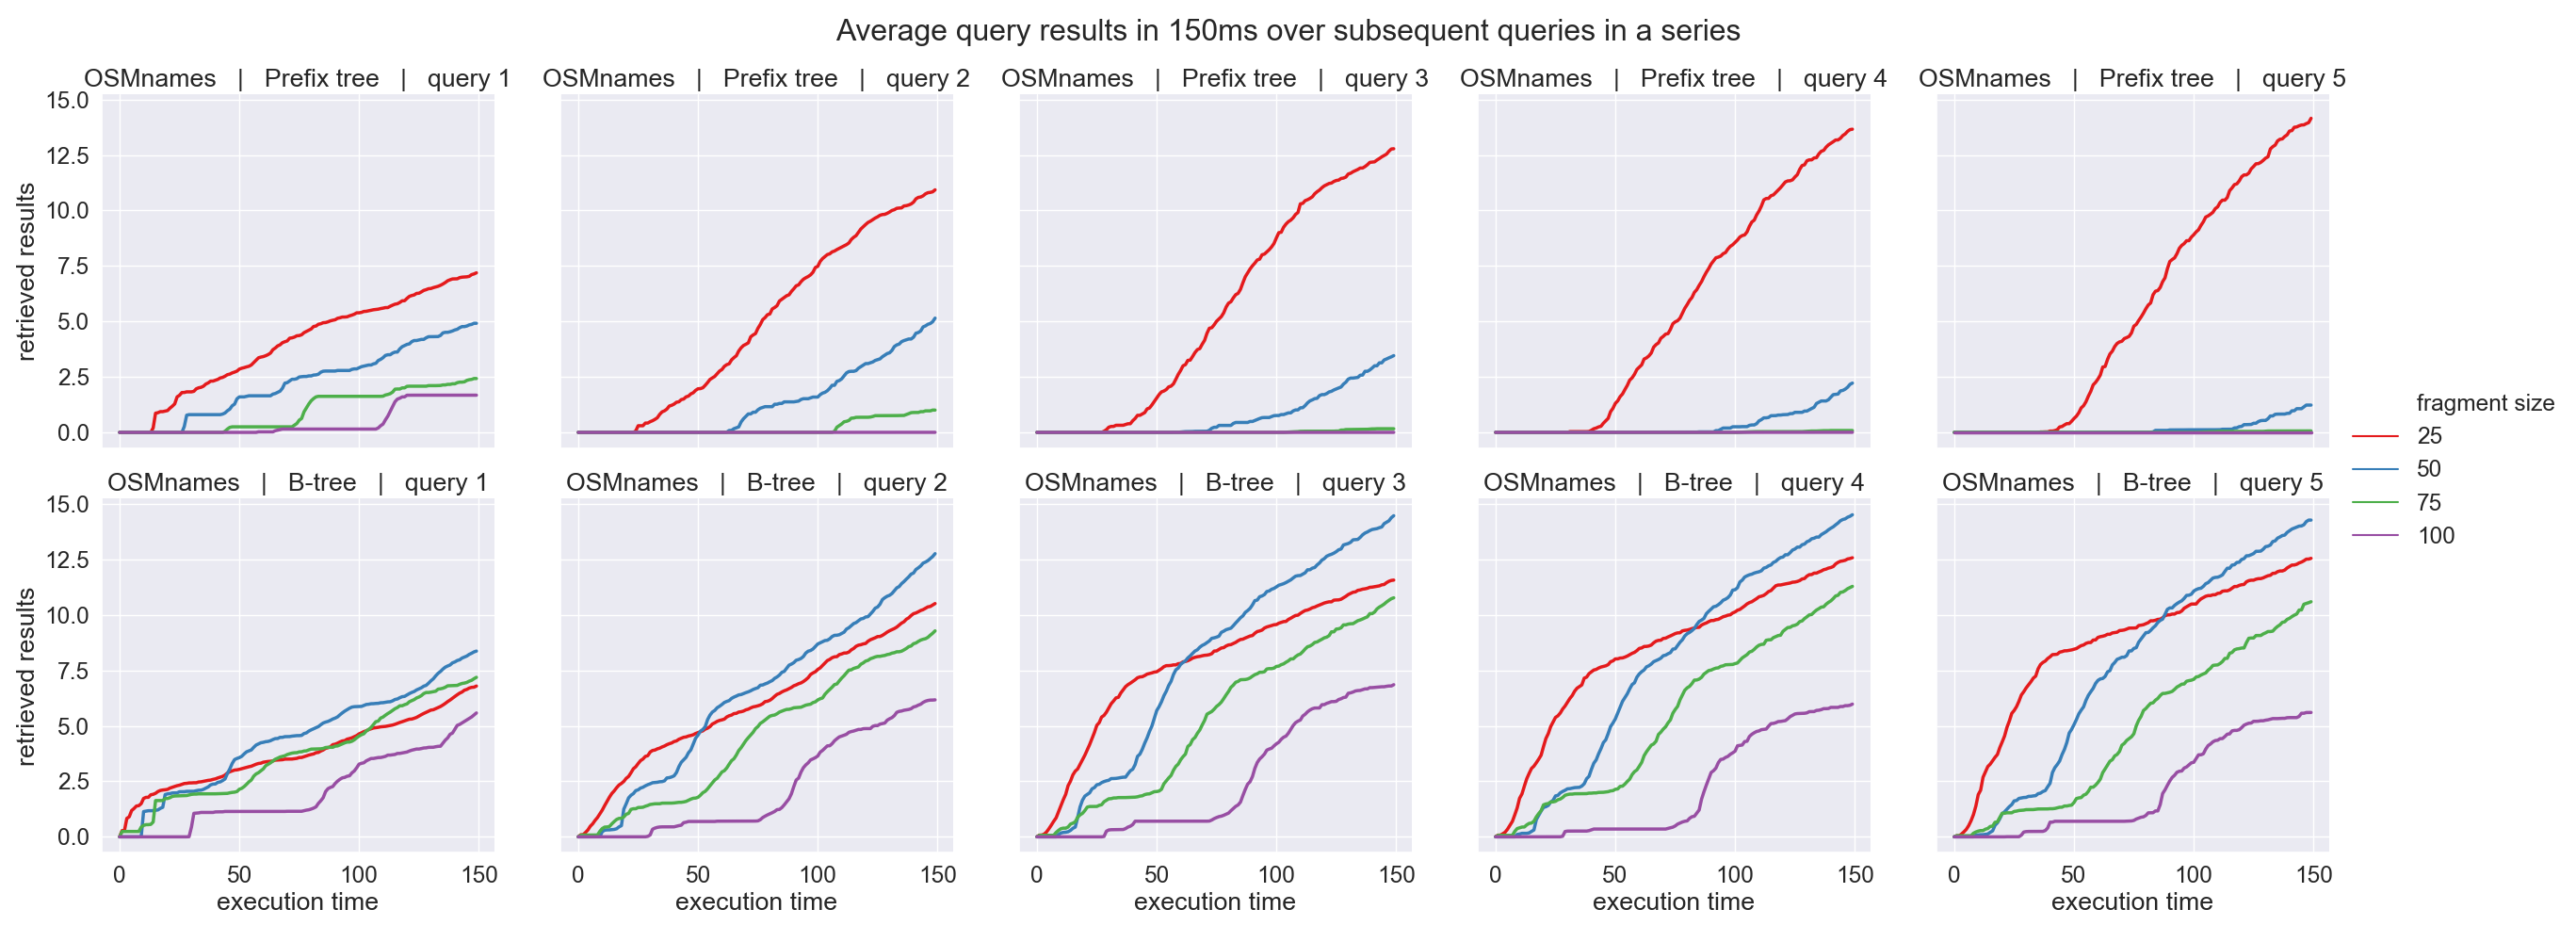 Average query results in 150ms over subsequent queries in a series
OSMnames | Prefix tree | query 1
OSMnames | Prefix tree | query 2
OSMnames | Prefix tree | query 3
OSMnames | Prefix tree | query 4
OSMnames | Prefix tree | query 5
15.0
12.5
10.0
7.5
5.0
2.5
0.0
retrieved results
OSMnames | B-tree | query 1
OSMnames | B-tree | query 2
OSMnames | B-tree | query 3
OSMnames | B-tree | query 4
OSMnames | B-tree | query 5
15.0
12.5
10.0
7.5
5.0
2.5
0.0
retrieved results
0 50 100 150
0 50 100 150
0 50 100 150
0 50 100 150
0 50 100 150
execution time
execution time
execution time
execution time
execution time
fragment size
25
50
75
100